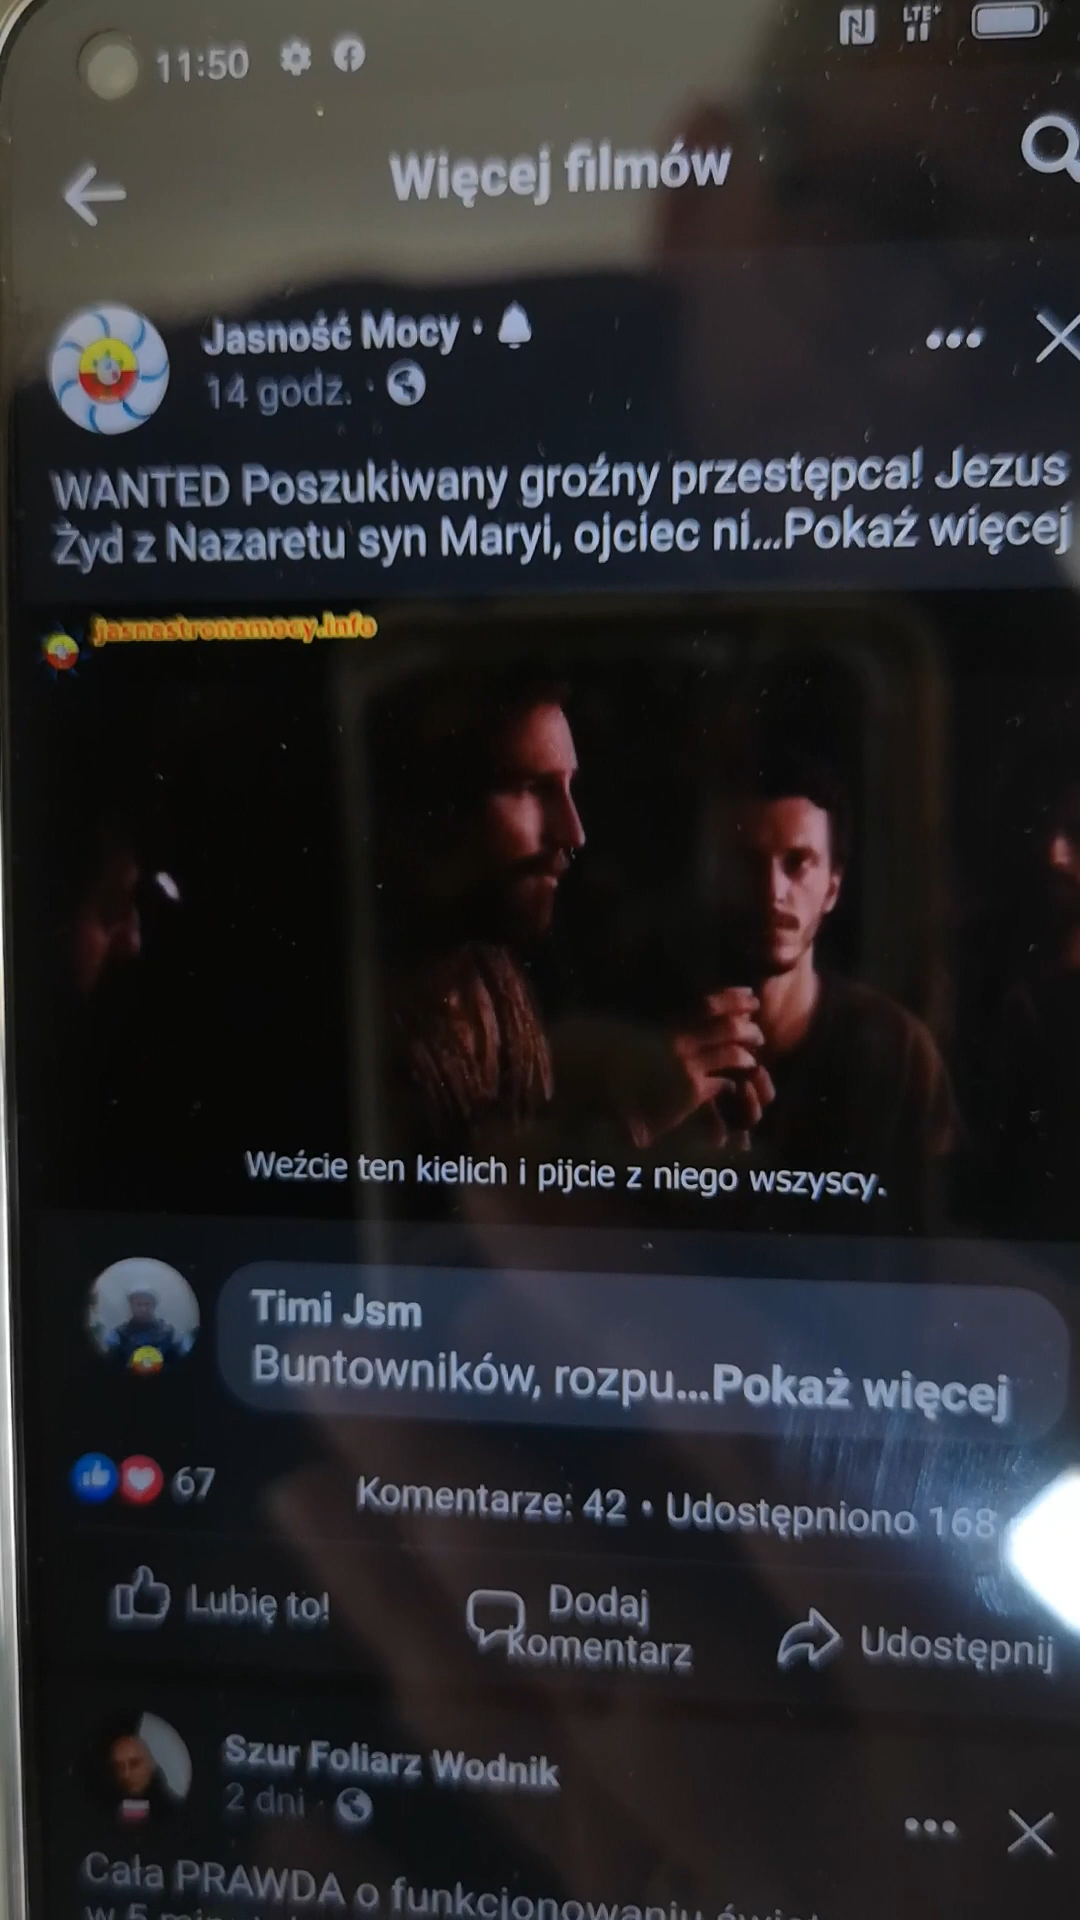 11:50
LTE+
Więcej filmów
Jasność Mocy ·
14 godz. ·
WANTED Poszukiwany groźny przestępca! Jezus
Żyd z Nazaretu syn Maryi, ojciec ni...Pokaż więcej
jasnastronamocy.info
Weźcie ten kielich i pijcie z niego wszyscy.
Timi Jsm
Buntowników, rozpu...Pokaż więcej
67
Komentarze: 42 • Udostępniono 168
Lubię to!
Dodaj
komentarz
Udostępnij
Szur Foliarz Wodnik
2 dni ·
Cała PRAWDA o funkcjonowaniu
w 5